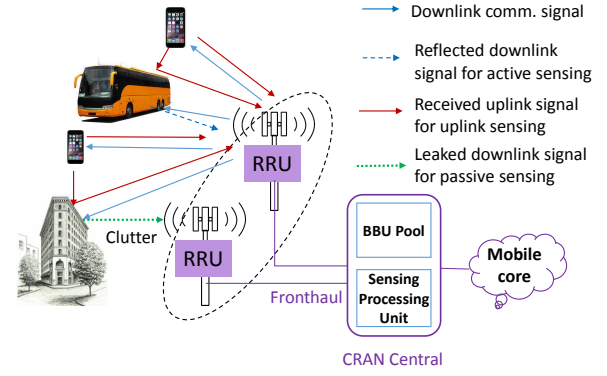 Downlink comm. signal
Reflected downlink
signal for active sensing
Received uplink signal
for uplink sensing
Leaked downlink signal
for passive sensing
RRU
Clutter
RRU
Fronthaul
BBU Pool
Sensing
Processing
Unit
Mobile
core
CRAN Central